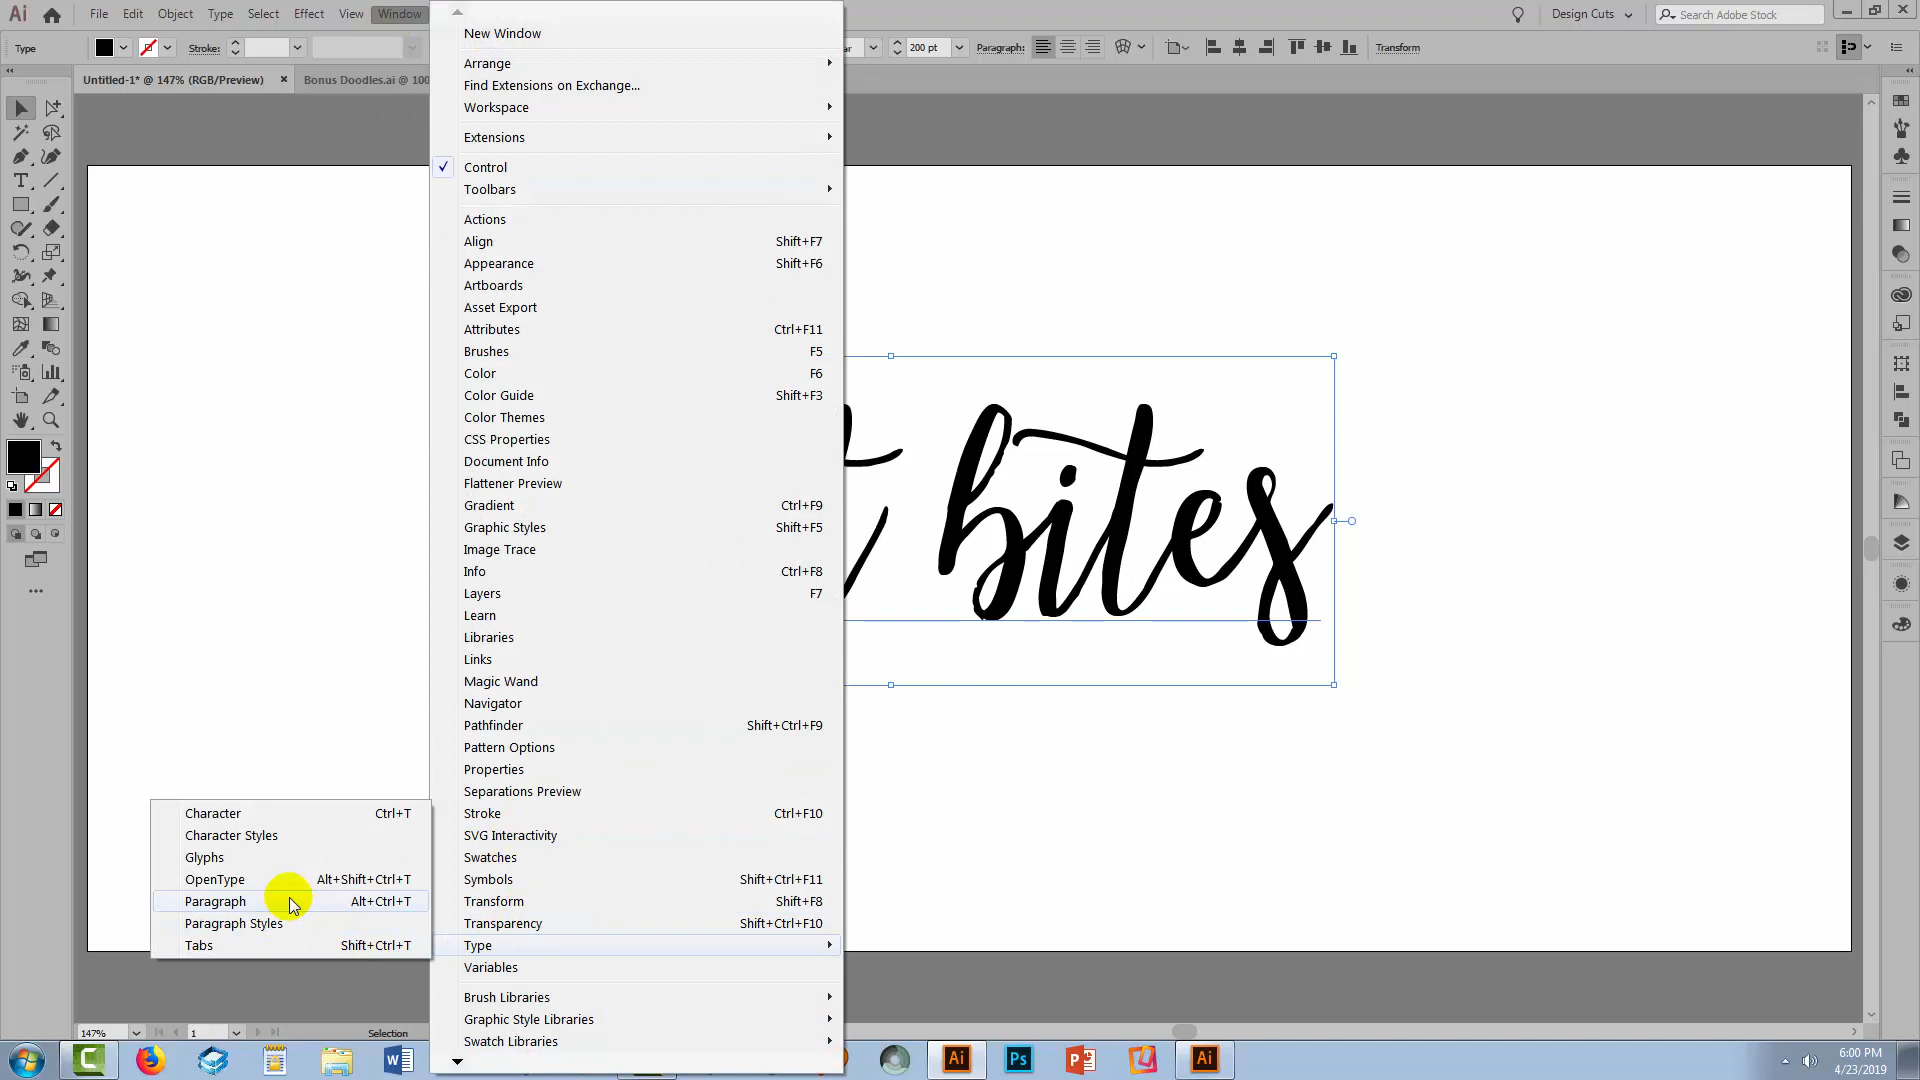 Ai File Edit Object Type Select Effect View Window Design Cuts Search Adobe Stock
Type Stroke: 200 pt Paragraph: Transform
Untitled-1* @ 147% (RGB/Preview) × Bonus Doodles.ai @ 100
New Window
Arrange
Find Extensions on Exchange...
Workspace
Extensions
Control
Toolbars
Actions
Align Shift+F7
Appearance Shift+F6
Artboards
Asset Export
Attributes Ctrl+F11
Brushes F5
Color F6
Color Guide Shift+F3
Color Themes
CSS Properties
Document Info
Flattener Preview
Gradient Ctrl+F9
Graphic Styles Shift+F5
Image Trace
Info Ctrl+F8
Layers F7
Learn
Libraries
Links
Magic Wand
Navigator
Pathfinder Shift+Ctrl+F9
Pattern Options
Properties
Separations Preview
Stroke Ctrl+F10
SVG Interactivity
Swatches
Symbols Shift+Ctrl+F11
Transform Shift+F8
Transparency Shift+Ctrl+F10
Type
Variables
Brush Libraries
Graphic Style Libraries
Swatch Libraries
Character Ctrl+T
Character Styles
Glyphs
OpenType Alt+Shift+Ctrl+T
Paragraph Alt+Ctrl+T
Paragraph Styles
Tabs Shift+Ctrl+T
bites
147% 1 Selection
Ai Ps Ai
6:00 PM
4/23/2019